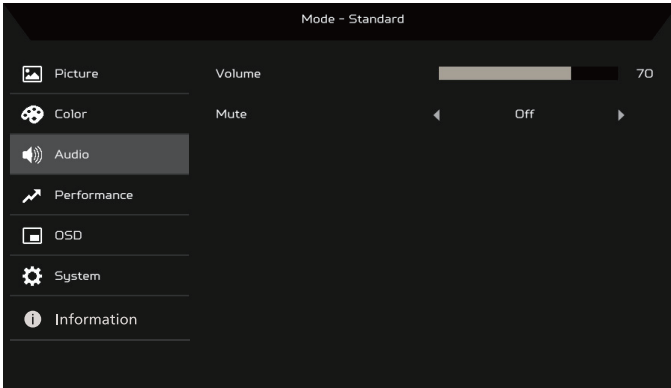 Mode - Standard
Picture
Volume 70
Color
Mute Off
Audio
Performance
OSD
System
Information